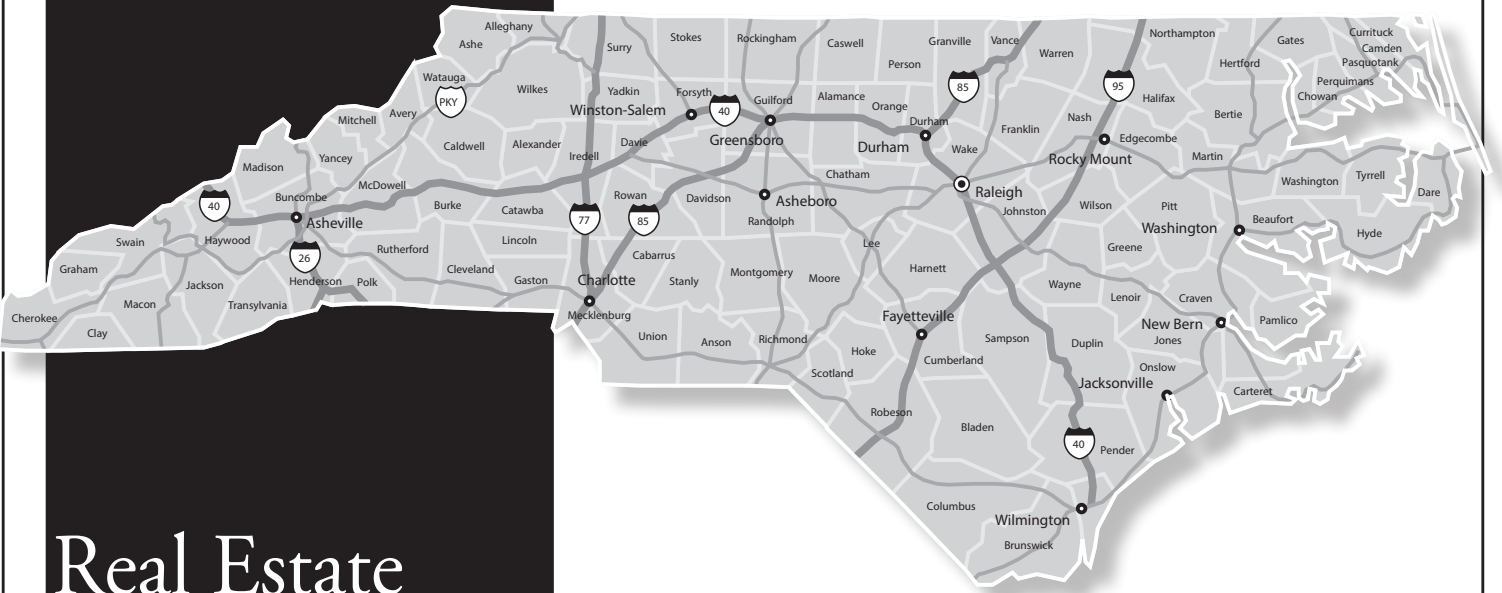 Alleghany
Ashe
Surry
Stokes
Rockingham
Caswell
Person
Granville
Vance
Warren
Northampton
Gates
Currituck
Camden
Pasquotank
Perquimans
Chowan
Hertford
Watauga
PKY
Wilkes
Yadkin
Forsyth
Winston-Salem
40
Guilford
Greensboro
Alamance
Orange
85
Durham
Durham
Franklin
Nash
95
Halifax
Edgecombe
Rocky Mount
Bertie
Martin
Mitchell
Avery
Yancey
Madison
Caldwell
Alexander
Iredell
Davie
Wake
Raleigh
Chatham
Washington
Tyrrell
Dare
McDowell
Buncombe
40
Asheville
Burke
Catawba
Rowan
Davidson
Asheboro
Randolph
Johnston
Wilson
Pitt
Washington
Beaufort
Hyde
77
85
Swain
Haywood
26
Rutherford
Lincoln
Cabarrus
Lee
Greene
Graham
Jackson
Henderson
Polk
Cleveland
Gaston
Charlotte
Stanly
Montgomery
Moore
Harnett
Wayne
Lenoir
Craven
Cherokee
Macon
Transylvania
Clay
Mecklenburg
Union
Anson
Richmond
Fayetteville
Hoke
Cumberland
Sampson
Duplin
New Bern
Jones
Pamlico
Scotland
Onslow
Jacksonville
Carteret
Robeson
Bladen
40
Pender
Columbus
Wilmington
Brunswick
Real Estate